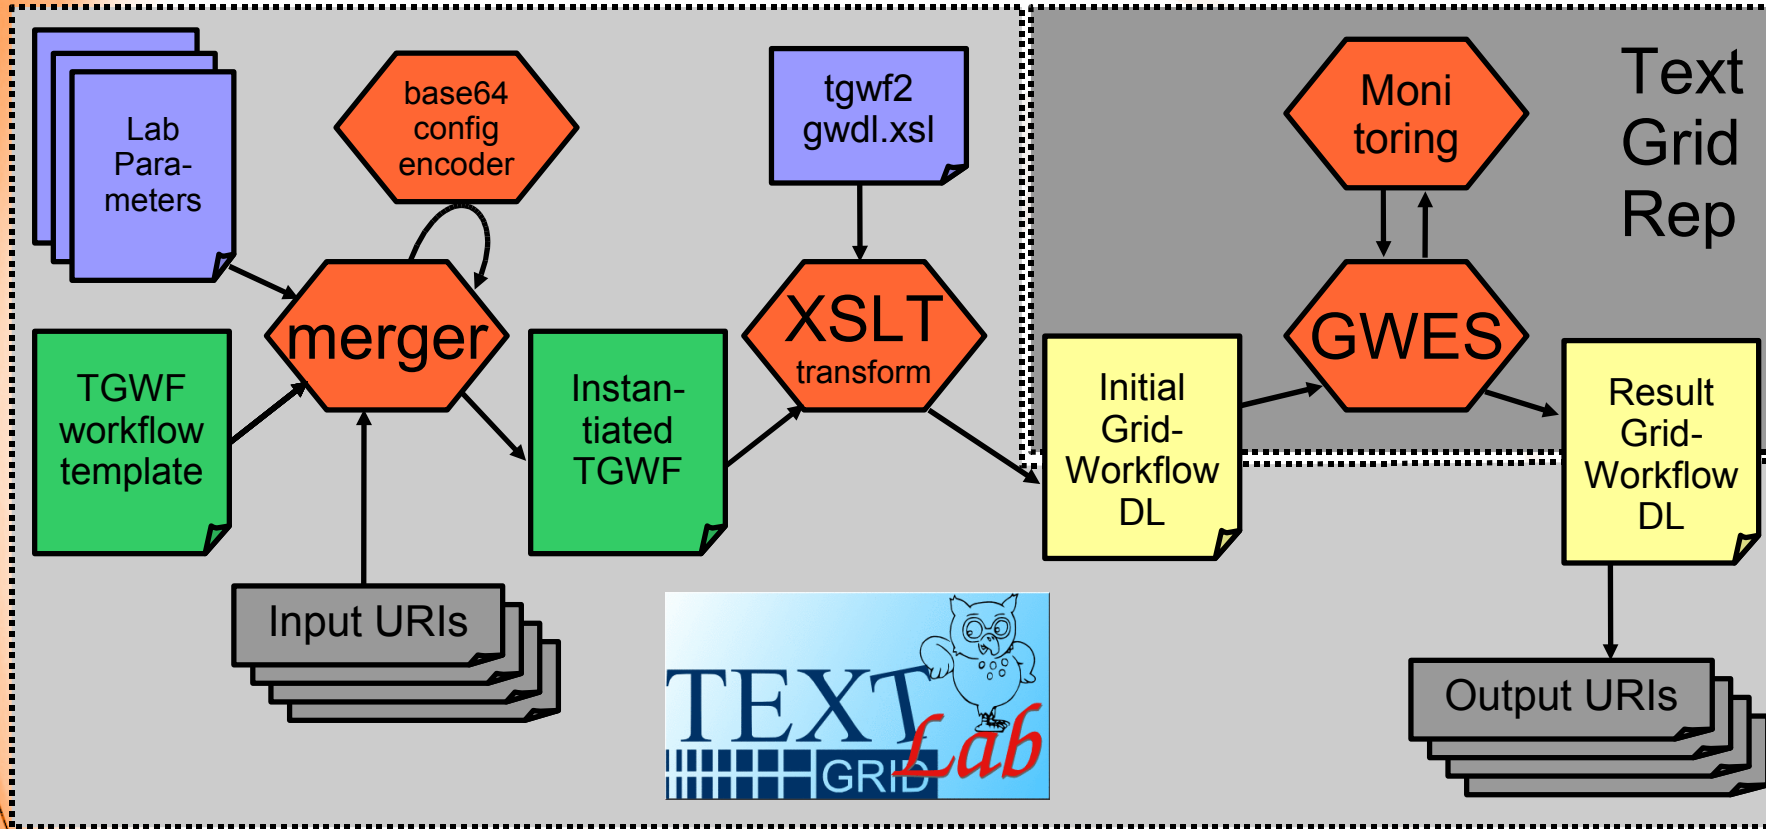 Lab
Para-
meters
base64
config
encoder
tgwf2
gwdl.xsl
Moni
toring
Text
Grid
Rep
merger
XSLT
transform
GWES
TGWF
workflow
template
Instan-
tiated
TGWF
Initial
Grid-
Workflow
DL
Result
Grid-
Workflow
DL
Input URIs
Output URIs
TEXT
GRID
Lab